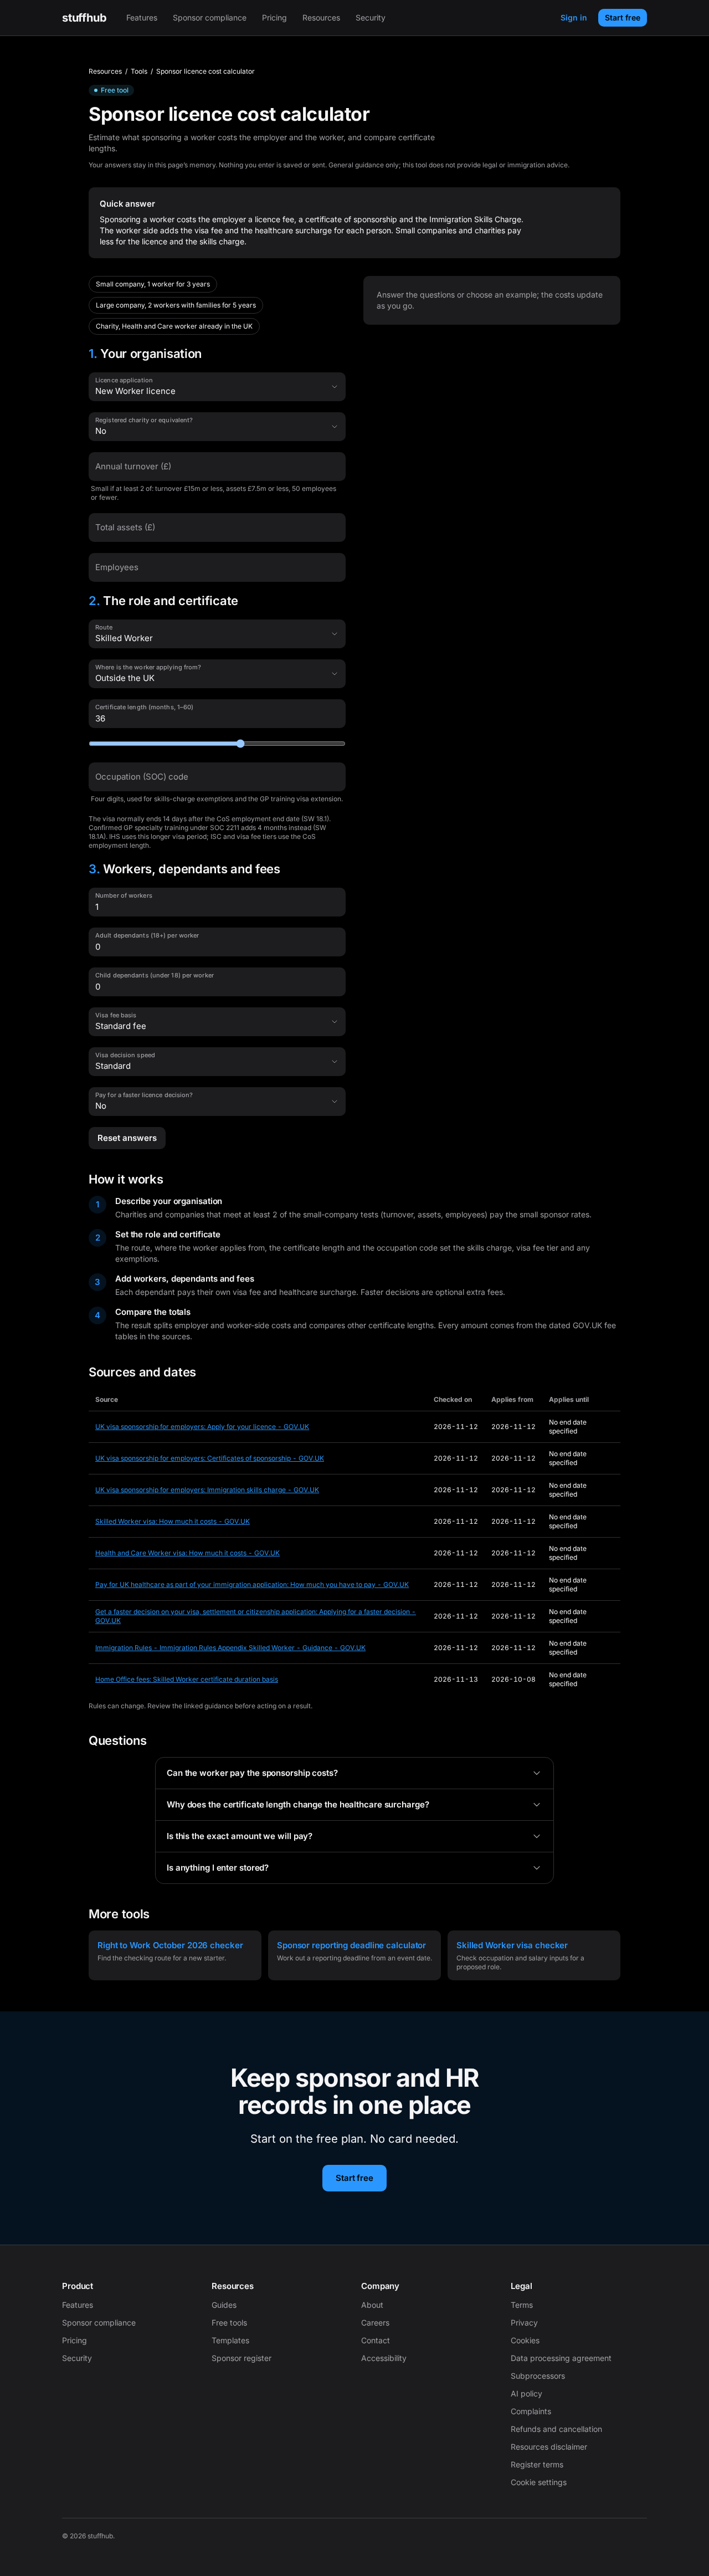 stuffhub
Features
Sponsor compliance
Pricing
Resources
Security
Sign in
Start free
Resources / Tools / Sponsor licence cost calculator
Free tool
Sponsor licence cost calculator
Estimate what sponsoring a worker costs the employer and the worker, and compare certificate
lengths.
Your answers stay in this page's memory. Nothing you enter is saved or sent. General guidance only; this tool does not provide legal or immigration advice.
Quick answer
Sponsoring a worker costs the employer a licence fee, a certificate of sponsorship and the Immigration Skills Charge.
The worker side adds the visa fee and the healthcare surcharge for each person. Small companies and charities pay
less for the licence and the skills charge.
Small company, 1 worker for 3 years
Large company, 2 workers with families for 5 years
Charity, Health and Care worker already in the UK
Answer the questions or choose an example; the costs update
as you go.
1. Your organisation
Licence application
New Worker licence
Registered charity or equivalent?
No
Annual turnover (£)
Small if at least 2 of: turnover £15m or less, assets £7.5m or less, 50 employees
or fewer.
Total assets (£)
Employees
2. The role and certificate
Route
Skilled Worker
Where is the worker applying from?
Outside the UK
Certificate length (months, 1–60)
36
Occupation (SOC) code
Four digits, used for skills-charge exemptions and the GP training visa extension.
The visa normally ends 14 days after the CoS employment end date (SW 18.1).
Confirmed GP specialty training under SOC 2211 adds 4 months instead (SW
18.1A). IHS uses this longer visa period; ISC and visa fee tiers use the CoS
employment length.
3. Workers, dependants and fees
Number of workers
1
Adult dependants (18+) per worker
0
Child dependants (under 18) per worker
0
Visa fee basis
Standard fee
Visa decision speed
Standard
Pay for a faster licence decision?
No
Reset answers
How it works
1
Describe your organisation
Charities and companies that meet at least 2 of the small-company tests (turnover, assets, employees) pay the small sponsor rates.
2
Set the role and certificate
The route, where the worker applies from, the certificate length and the occupation code set the skills charge, visa fee tier and any
exemptions.
3
Add workers, dependants and fees
Each dependant pays their own visa fee and healthcare surcharge. Faster decisions are optional extra fees.
4
Compare the totals
The result splits employer and worker-side costs and compares other certificate lengths. Every amount comes from the dated GOV.UK fee
tables in the sources.
Sources and dates
Source Checked on Applies from Applies until
UK visa sponsorship for employers: Apply for your licence - GOV.UK 2026-11-12 2026-11-12 No end date
specified
UK visa sponsorship for employers: Certificates of sponsorship - GOV.UK 2026-11-12 2026-11-12 No end date
specified
UK visa sponsorship for employers: Immigration skills charge - GOV.UK 2026-11-12 2026-11-12 No end date
specified
Skilled Worker visa: How much it costs - GOV.UK 2026-11-12 2026-11-12 No end date
specified
Health and Care Worker visa: How much it costs - GOV.UK 2026-11-12 2026-11-12 No end date
specified
Pay for UK healthcare as part of your immigration application: How much you have to pay - GOV.UK 2026-11-12 2026-11-12 No end date
specified
Get a faster decision on your visa, settlement or citizenship application: Applying for a faster decision -
GOV.UK 2026-11-12 2026-11-12 No end date
specified
Immigration Rules - Immigration Rules Appendix Skilled Worker - Guidance - GOV.UK 2026-11-12 2026-11-12 No end date
specified
Home Office fees: Skilled Worker certificate duration basis 2026-11-13 2026-10-08 No end date
specified
Rules can change. Review the linked guidance before acting on a result.
Questions
Can the worker pay the sponsorship costs?
Why does the certificate length change the healthcare surcharge?
Is this the exact amount we will pay?
Is anything I enter stored?
More tools
Right to Work October 2026 checker
Find the checking route for a new starter.
Sponsor reporting deadline calculator
Work out a reporting deadline from an event date.
Skilled Worker visa checker
Check occupation and salary inputs for a
proposed role.
Keep sponsor and HR
records in one place
Start on the free plan. No card needed.
Start free
Product
Features
Sponsor compliance
Pricing
Security
Resources
Guides
Free tools
Templates
Sponsor register
Company
About
Careers
Contact
Accessibility
Legal
Terms
Privacy
Cookies
Data processing agreement
Subprocessors
AI policy
Complaints
Refunds and cancellation
Resources disclaimer
Register terms
Cookie settings
© 2026 stuffhub.